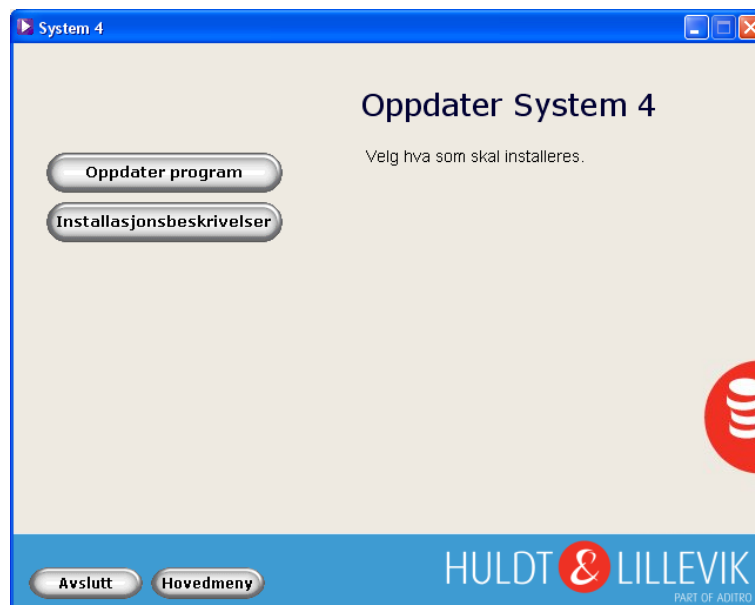 System 4
Oppdater System 4
Velg hva som skal installeres.
Oppdater program
Installasjonsbeskrivelser
Avslutt
Hovedmeny
HULDT & LILLEVIK
PART OF ADITRO